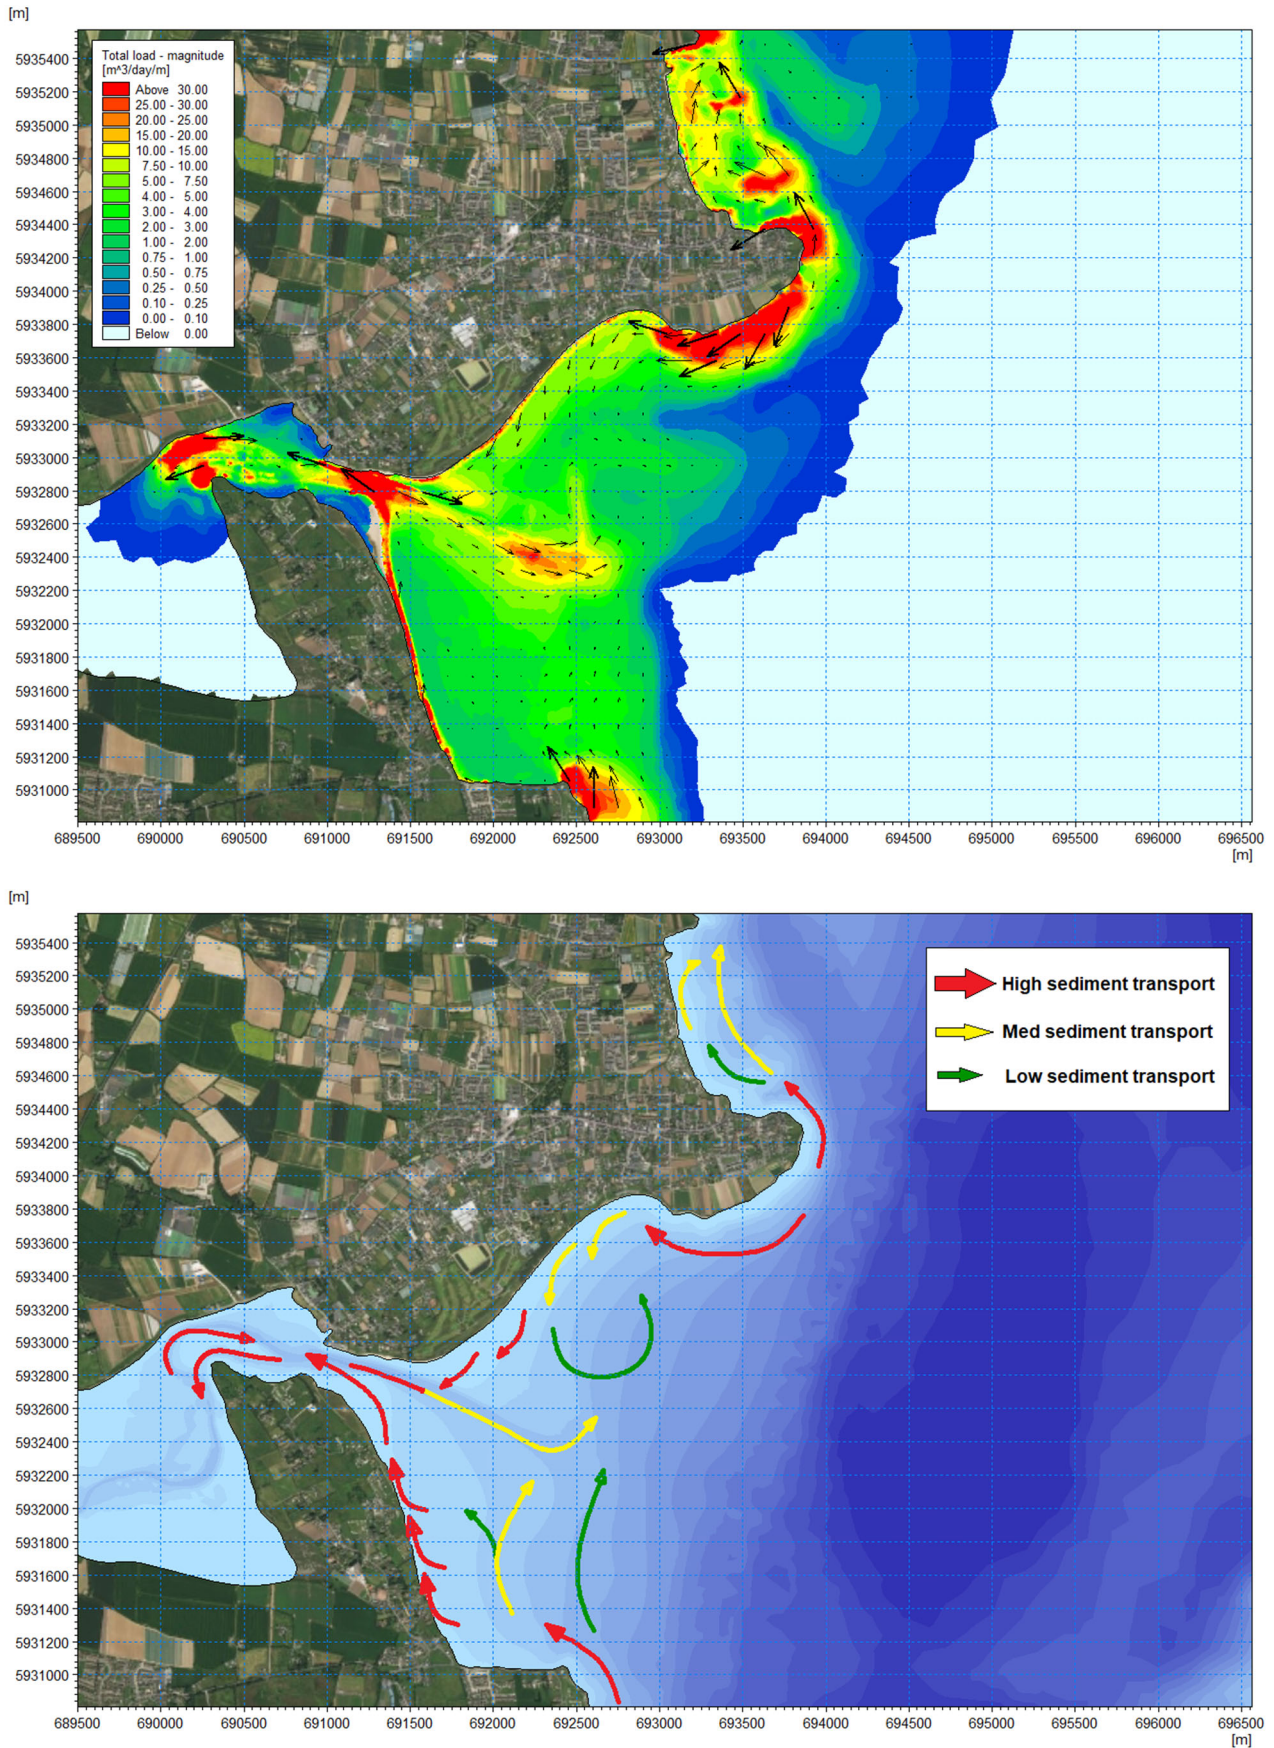 [m]
Total load - magnitude
[m^3/day/m]
Above 30.00
25.00 - 30.00
20.00 - 25.00
15.00 - 20.00
10.00 - 15.00
7.50 - 10.00
5.00 - 7.50
4.00 - 5.00
3.00 - 4.00
2.00 - 3.00
1.00 - 2.00
0.75 - 1.00
0.50 - 0.75
0.25 - 0.50
0.10 - 0.25
0.00 - 0.10
Below 0.00
5935400
5935200
5935000
5934800
5934600
5934400
5934200
5934000
5933800
5933600
5933400
5933200
5933000
5932800
5932600
5932400
5932200
5932000
5931800
5931600
5931400
5931200
5931000
689500 690000 690500 691000 691500 692000 692500 693000 693500 694000 694500 695000 695500 696000 696500
[m]
[m]
5935400
5935200
5935000
5934800
5934600
5934400
5934200
5934000
5933800
5933600
5933400
5933200
5933000
5932800
5932600
5932400
5932200
5932000
5931800
5931600
5931400
5931200
5931000
High sediment transport
Med sediment transport
Low sediment transport
689500 690000 690500 691000 691500 692000 692500 693000 693500 694000 694500 695000 695500 696000 696500
[m]